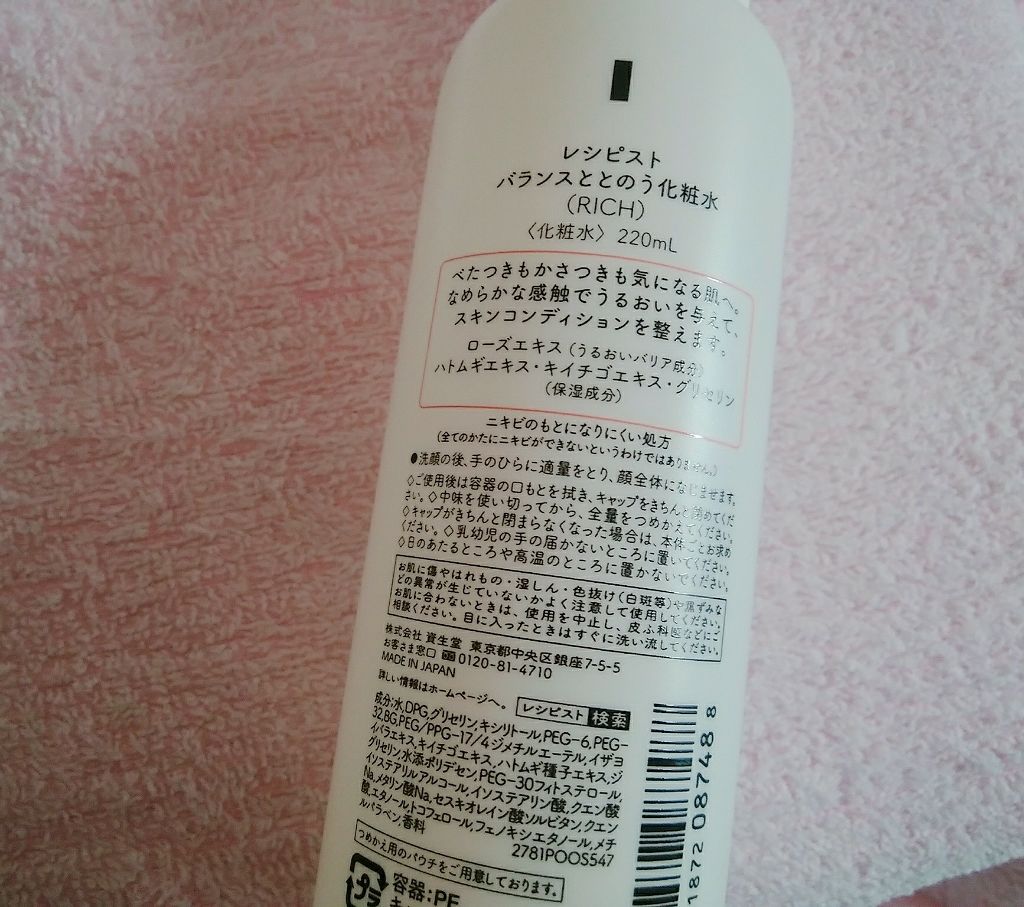 レシピスト
バランスととのう化粧水
（RICH）
〈化粧水〉 220mL
べたつきもかさつきも気になる肌へ。
なめらかな感触でうるおいを与えて、
スキンコンディションを整えます。
ローズエキス（うるおいバリア成分）
ハトムギエキス・キイチゴエキス・グリセリン
（保湿成分）
ニキビのもとになりにくい処方
（全てのかたにニキビができないというわけではありません。）
●洗顔の後、手のひらに適量をとり、顔全体になじませます。
◇ご使用後は容器の口もとを拭き、キャップをきちんと閉めてくだ
さい。◇中味を使い切ってから、全量をつめかえてください。
◇キャップがきちんと閉まらなくなった場合は、本体ごとお求め
ください。◇乳幼児の手の届かないところに置いてください。
◇日のあたるところや高温のところに置かないでください。
お肌に傷やはれもの・湿しん・色抜け（白斑等）や黒ずみな
どの異常が生じていないかよく注意して使用してください。
お肌に合わないときは、使用を中止し、皮ふ科医などにご
相談ください。目に入ったときはすぐに洗い流してください。
株式会社 資生堂 東京都中央区銀座7-5-5
お客さま窓口 0120-81-4710
MADE IN JAPAN
詳しい情報はホームページへ。 レシピスト 検索
成分:水,DPG,グリセリン,キシリトール,PEG-6,PEG-
32,BG,PEG/PPG-17/4ジメチルエーテル,イザヨ
イバラエキス,キイチゴエキス,ハトムギ種子エキス,ジ
グリセリン,水添ポリデセン,PEG-30フィトステロール,
イソステアリルアルコール,イソステアリン酸,クエン酸
Na,メタリン酸Na,セスキオレイン酸ソルビタン,クエン
酸,エタノール,トコフェロール,フェノキシエタノール,メチ
ルパラベン,香料
2781POOS547
つめかえ用のパウチをご用意しております。
プラ
容器:PE
18720 08748 8